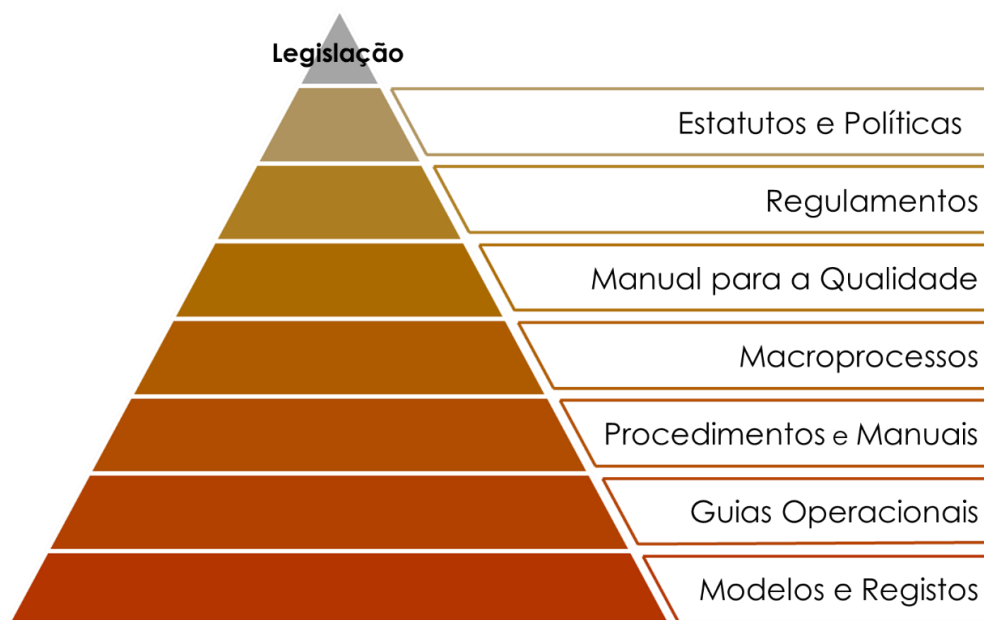 Legislação
Estatutos e Políticas
Regulamentos
Manual para a Qualidade
Macroprocessos
Procedimentos e Manuais
Guias Operacionais
Modelos e Registos